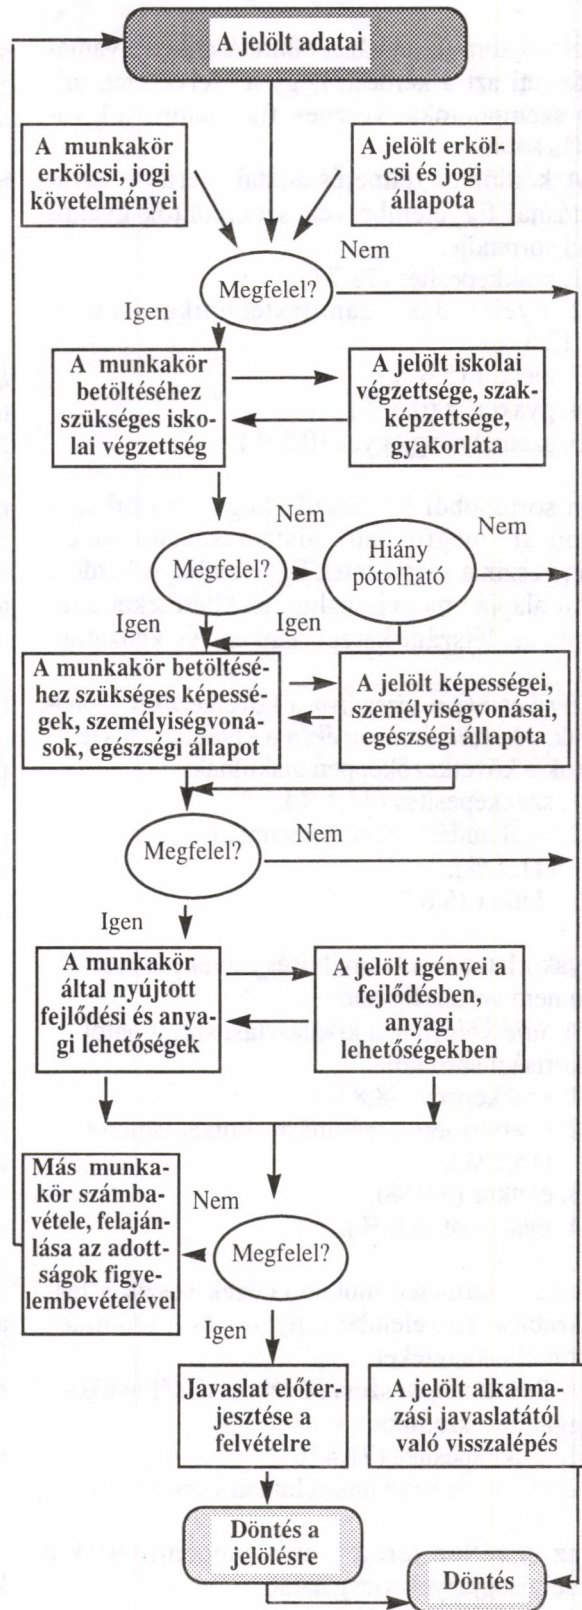 A jelölt adatai
A munkakör
erkölcsi, jogi
követelményei
A jelölt erköl-
csi és jogi
állapota
Nem
Megfelel?
Igen
A munkakör
betöltéséhez
szükséges isko-
lai végzettség
A jelölt iskolai
végzettsége, szak-
képzettsége,
gyakorlata
Nem
Nem
Megfelel?
Hiány
pótolható
Igen
Igen
A munkakör betöltésé-
hez szükséges képessé-
gek, személyiségvoná-
sok, egészségi állapot
A jelölt képességei,
személyiségvonásai,
egészségi állapota
Nem
Megfelel?
Igen
A munkakör
által nyújtott
fejlődési és anya-
gi lehetőségek
A jelölt igényei a
fejlődésben,
anyagi
lehetőségekben
Más munka-
kör számba-
vétele, felaján-
lása az adott-
ságok figye-
lembevételével
Nem
Megfelel?
Igen
Javaslat előter-
jesztése a
felvételre
A jelölt alkalma-
zási javaslatától
való visszalépés
Döntés a
jelölésre
Döntés